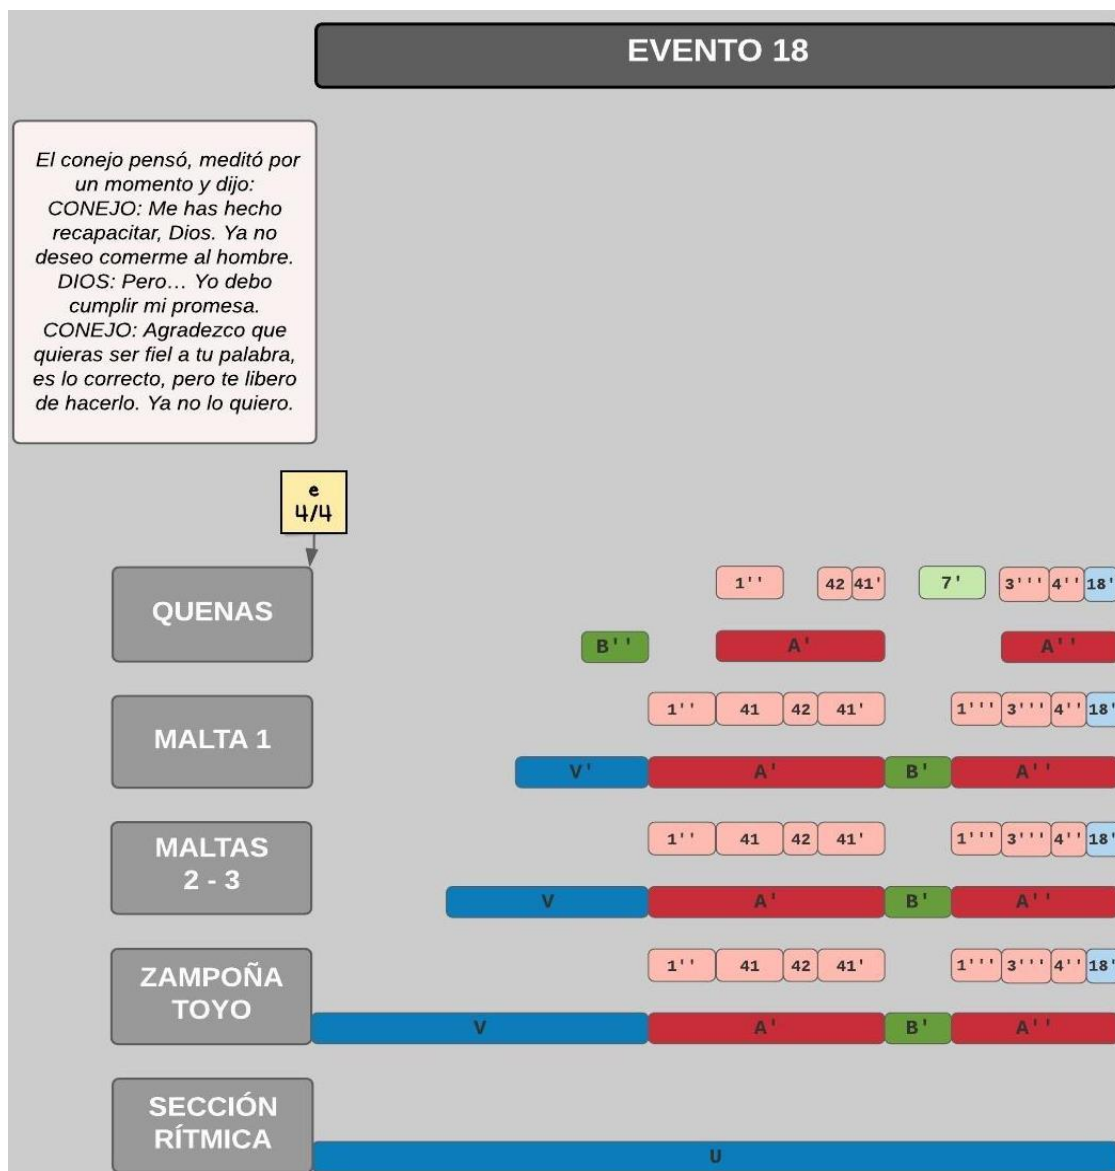 EVENTO 18
El conejo pensó, meditó por
un momento y dijo:
CONEJO: Me has hecho
recapacitar, Dios. Ya no
deseo comerme al hombre.
DIOS: Pero... Yo debo
cumplir mi promesa.
CONEJO: Agradezco que
quieras ser fiel a tu palabra,
es lo correcto, pero te libero
de hacerlo. Ya no lo quiero.
e
4/4
QUENAS
1'' 42 41' 7' 3''' 4'' 18'
B'' A' A''
MALTA 1
1'' 41 42 41' 1''' 3''' 4'' 18'
V' A' B' A''
MALTAS
2 - 3
1'' 41 42 41' 1''' 3''' 4'' 18'
V A' B' A''
ZAMPOÑA
TOYO
1'' 41 42 41' 1''' 3''' 4'' 18'
V A' B' A''
SECCIÓN
RÍTMICA
U